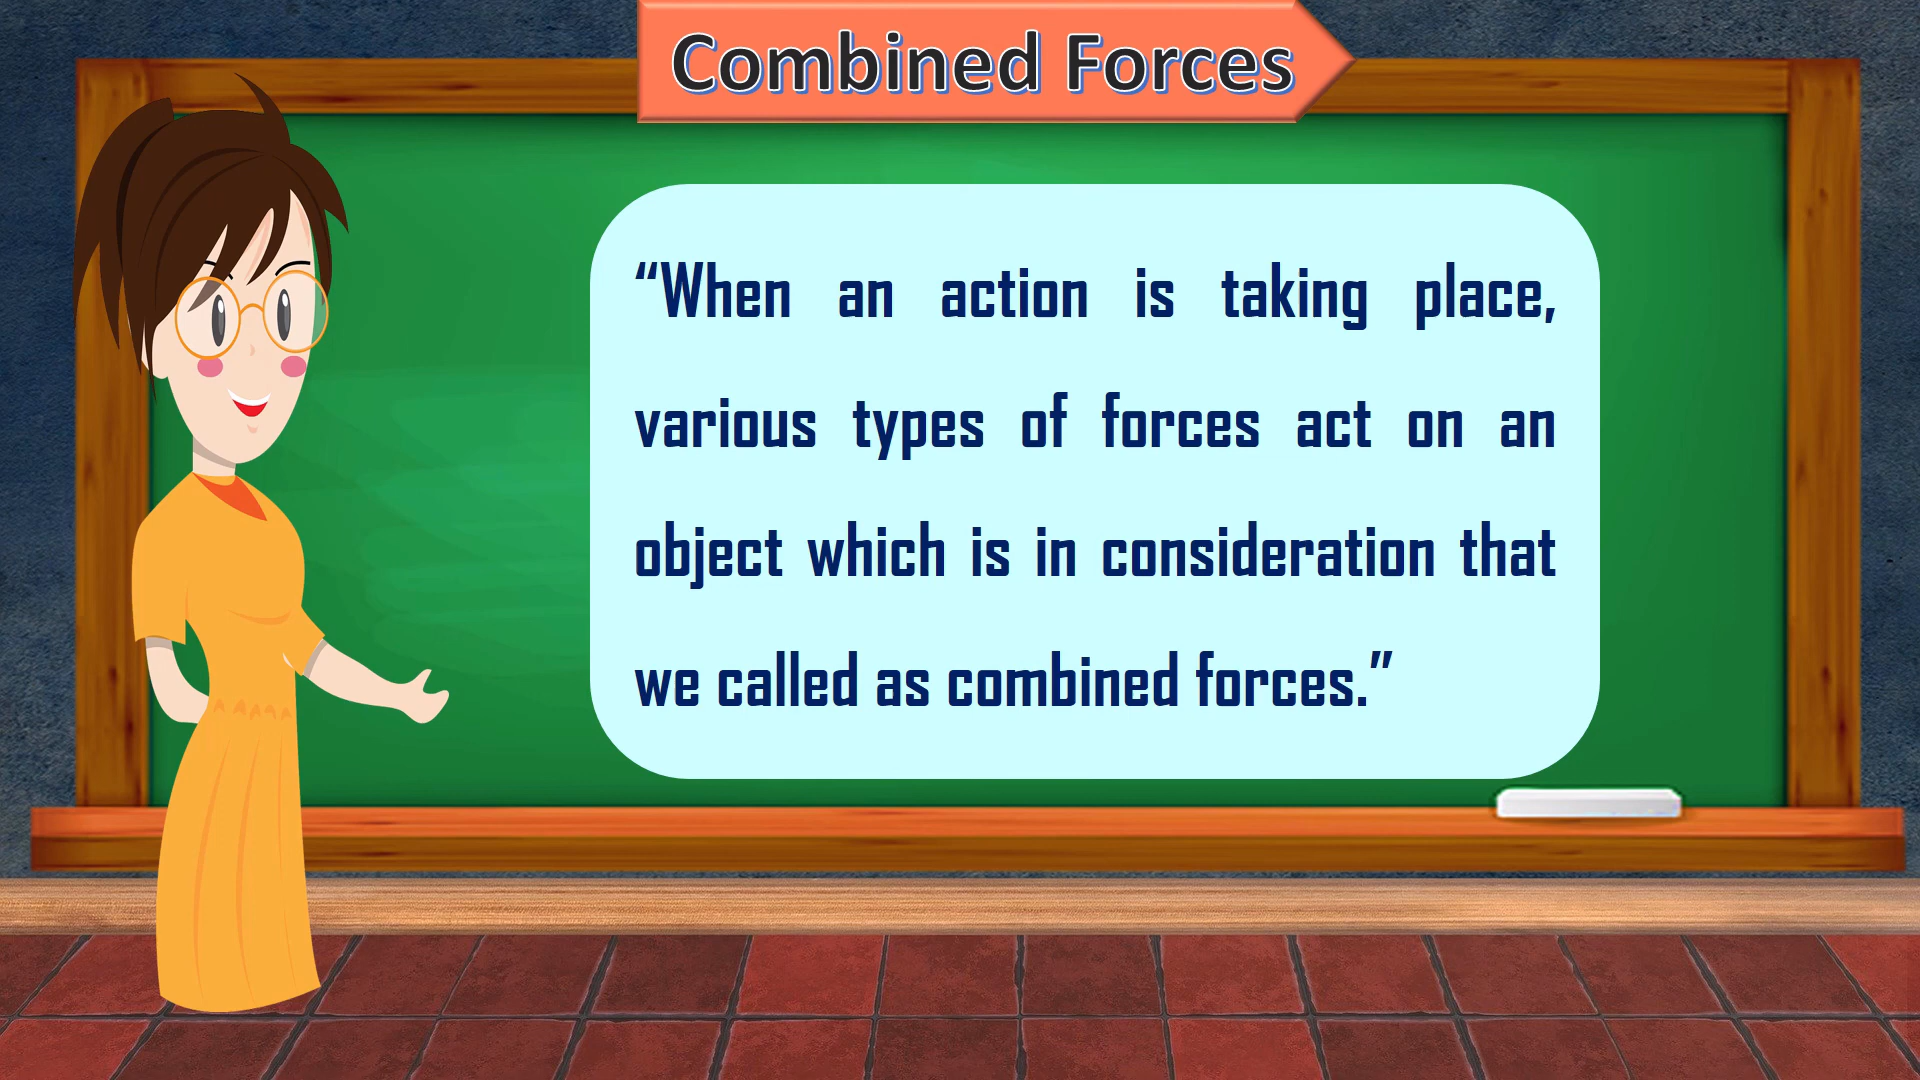 Combined Forces
“When an action is taking place,
various types of forces act on an
object which is in consideration that
we called as combined forces.”